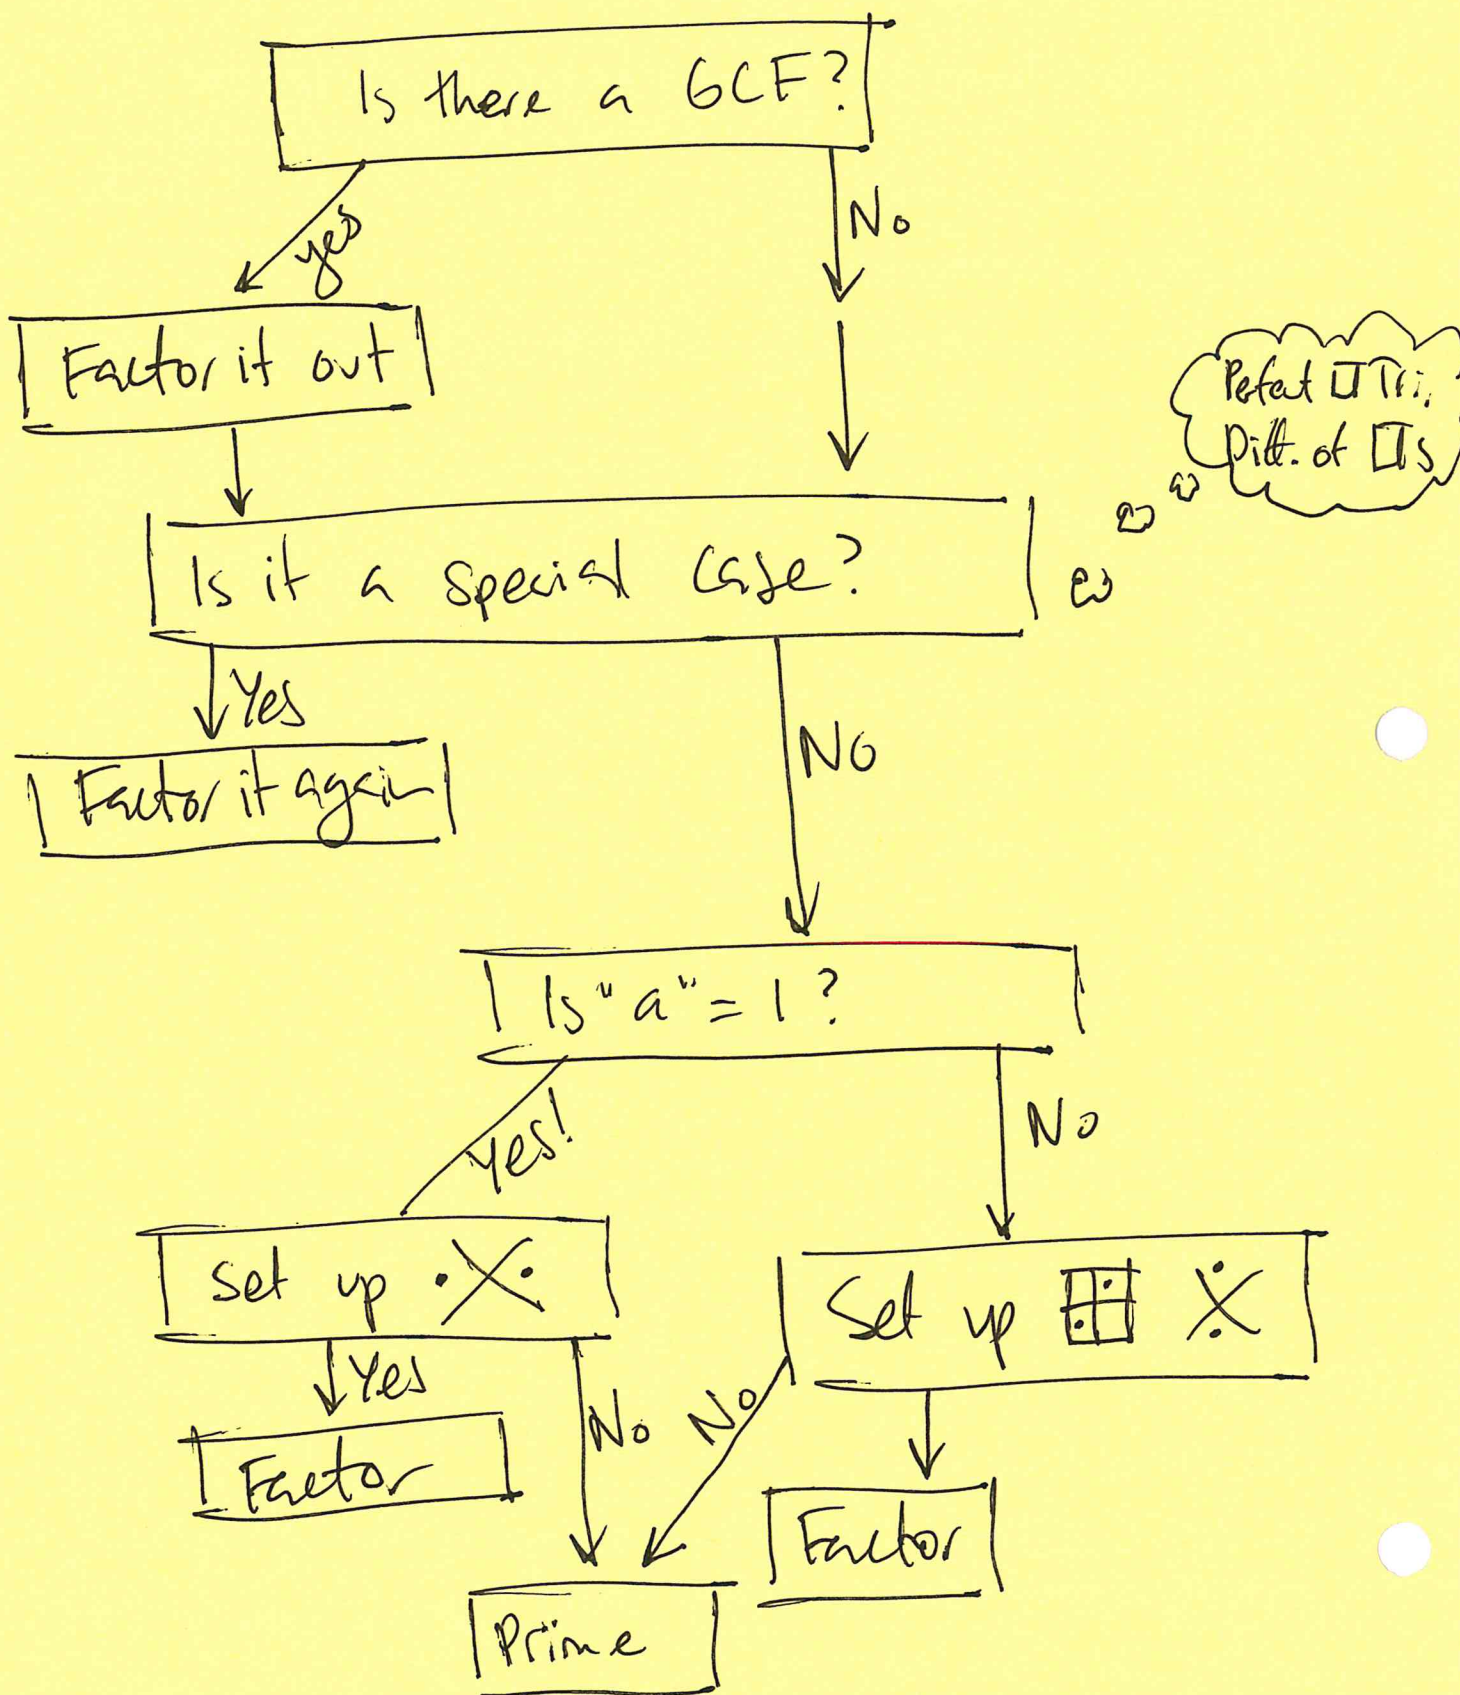 Is there a GCF?
yes
No
Factor it out
Perfect □ Tri,
Diff. of □s
Is it a special case?
Yes
No
Factor it again
Is "a" = 1?
Yes!
No
Set up
Set up
Yes
No
No
Factor
Factor
Prime